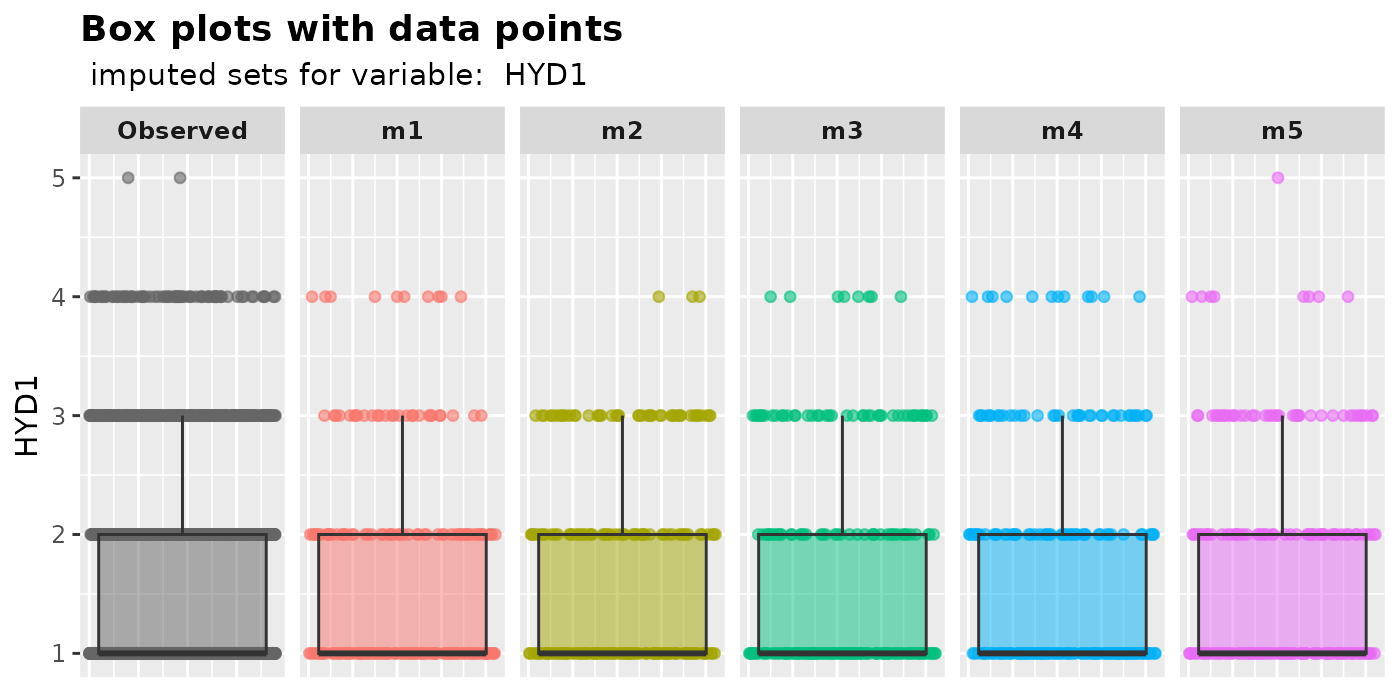 Box plots with data points
imputed sets for variable:  HYD1
Observed m1 m2 m3 m4 m5
5
4
HYD1
3
2
1